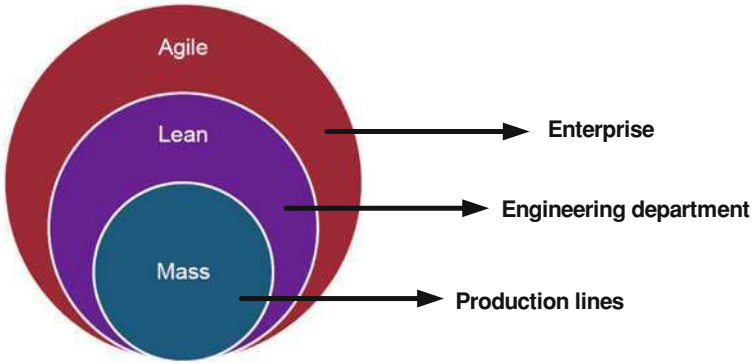 Agile
Enterprise
Lean
Engineering department
Mass
Production lines